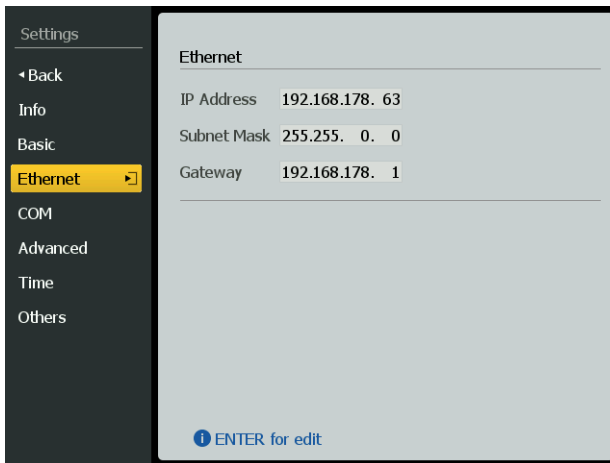 Settings
Back
Info
Basic
Ethernet
COM
Advanced
Time
Others
Ethernet
IP Address 192.168.178. 63
Subnet Mask 255.255. 0. 0
Gateway 192.168.178. 1
ENTER for edit